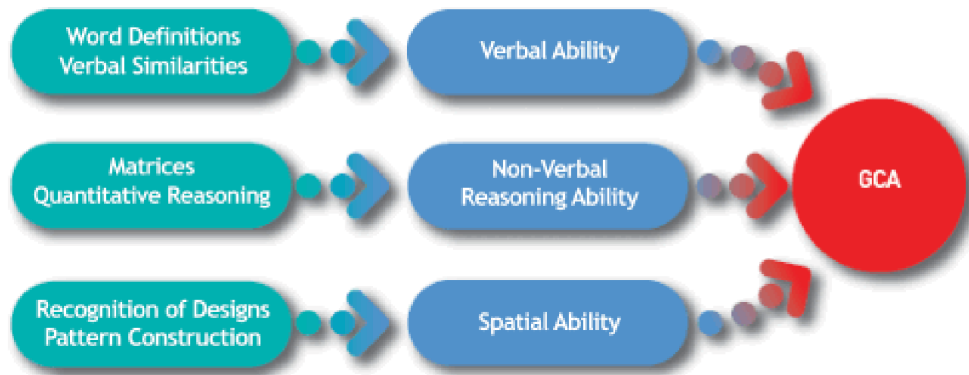 Word Definitions
Verbal Similarities
Verbal Ability
Matrices
Quantitative Reasoning
Non-Verbal
Reasoning Ability
GCA
Recognition of Designs
Pattern Construction
Spatial Ability